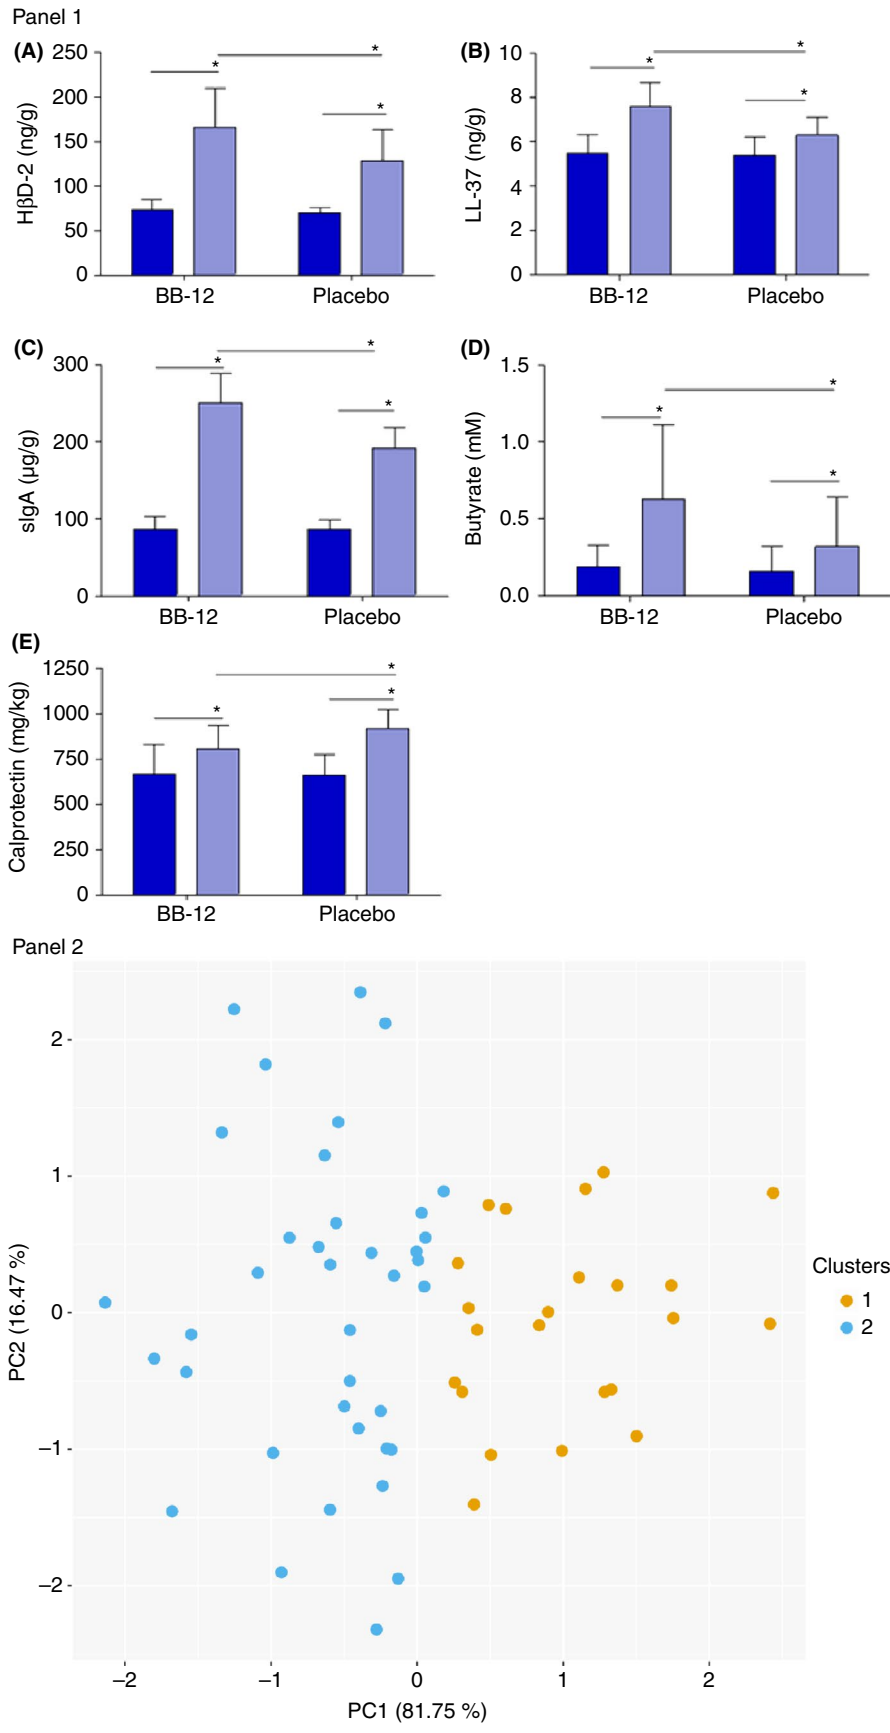 Panel 1
(A)
HβD-2 (ng/g)
250
200
150
100
50
0
*
*
*
BB-12
Placebo
(B)
LL-37 (ng/g)
10
8
6
4
2
0
*
*
*
BB-12
Placebo
(C)
sIgA (μg/g)
300
200
100
0
*
*
*
BB-12
Placebo
(D)
Butyrate (mM)
1.5
1.0
0.5
0.0
*
*
*
BB-12
Placebo
(E)
Calprotectin (mg/kg)
1250
1000
750
500
250
0
*
*
*
BB-12
Placebo
Panel 2
PC2 (16.47 %)
2
1
0
−1
−2
−2
−1
0
1
2
PC1 (81.75 %)
Clusters
1
2